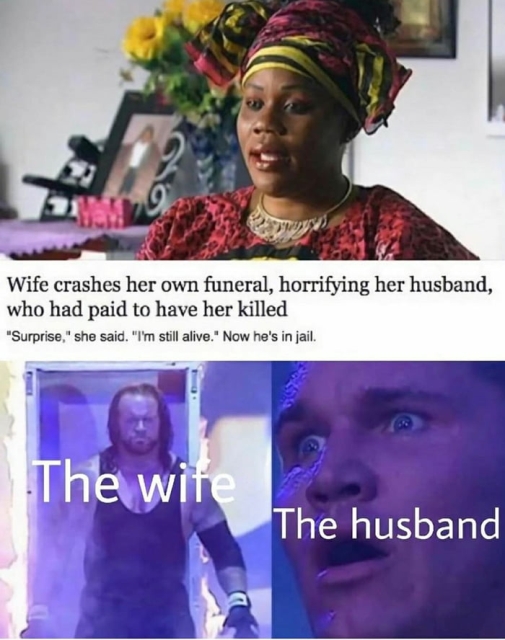 Wife crashes her own funeral, horrifying her husband,
who had paid to have her killed
"Surprise," she said. "I'm still alive." Now he's in jail.
The wife
The husband